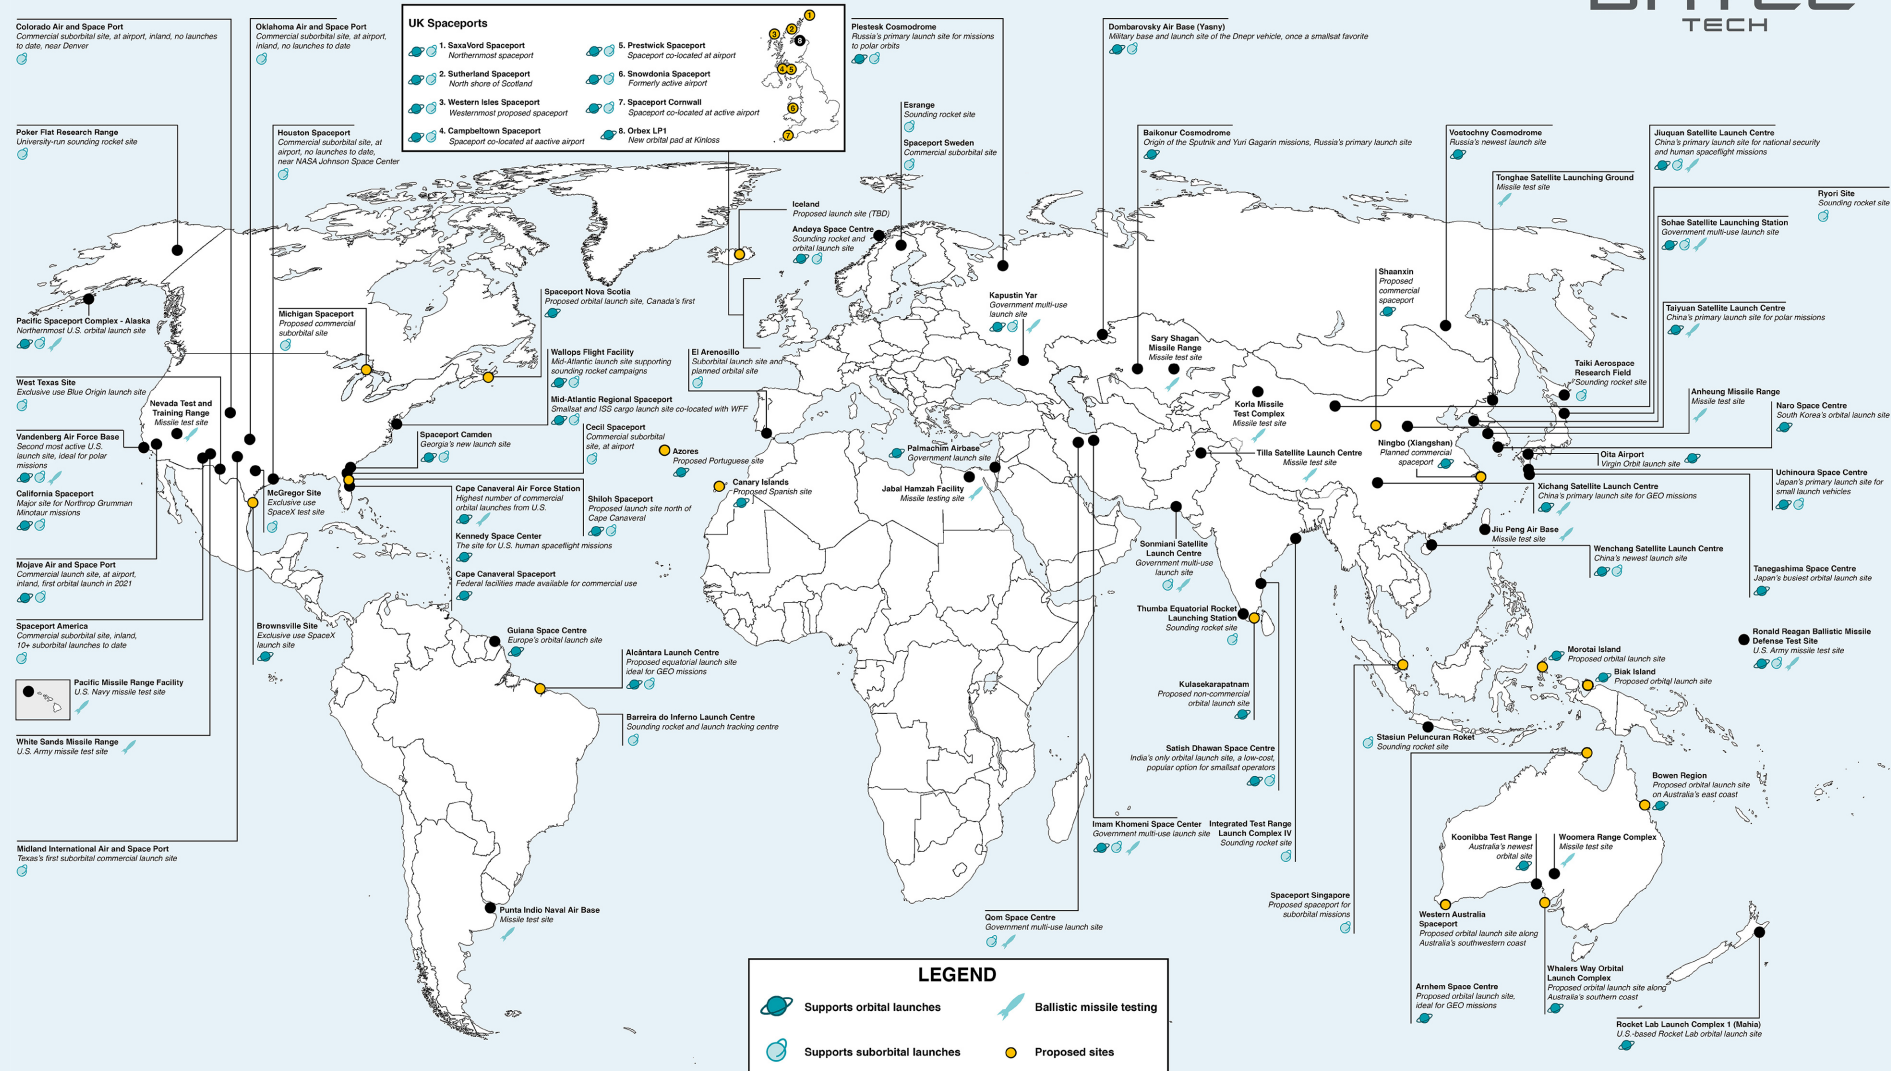 Colorado Air and Space Port
Commercial suborbital site, at airport, inland, no launches
to date, near Denver
Oklahoma Air and Space Port
Commercial suborbital site, at airport,
inland, no launches to date
UK Spaceports
1. SaxaVord Spaceport
Northernmost spaceport
2. Sutherland Spaceport
North shore of Scotland
3. Western Isles Spaceport
Westernmost proposed spaceport
4. Campbeltown Spaceport
Spaceport co-located at aactive airport
5. Prestwick Spaceport
Spaceport co-located at airport
6. Snowdonia Spaceport
Formerly active airport
7. Spaceport Cornwall
Spaceport co-located at active airport
8. Orbex LP1
New orbital pad at Kinloss
1
2
3
8
4
5
6
7
Plestesk Cosmodrome
Russia's primary launch site for missions
to polar orbits
Dombarovsky Air Base (Yasny)
Military base and launch site of the Dnepr vehicle, once a smallsat favorite
TECH
Poker Flat Research Range
University-run sounding rocket site
Houston Spaceport
Commercial suborbital site, at
airport, no launches to date,
near NASA Johnson Space Center
Esrange
Sounding rocket site
Spaceport Sweden
Commercial suborbital site
Baikonur Cosmodrome
Origin of the Sputnik and Yuri Gagarin missions, Russia's primary launch site
Vostochny Cosmodrome
Russia's newest launch site
Jiuquan Satellite Launch Centre
China's primary launch site for national security
and human spaceflight missions
Tonghae Satellite Launching Ground
Missile test site
Ryori Site
Sounding rocket site
Sohae Satellite Launching Station
Government multi-use launch site
Iceland
Proposed launch site (TBD)
Andøya Space Centre
Sounding rocket and
orbital launch site
Shaanxin
Proposed
commercial
spaceport
Kapustin Yar
Government multi-use
launch site
Taiyuan Satellite Launch Centre
China's primary launch site for polar missions
Pacific Spaceport Complex - Alaska
Northernmost U.S. orbital launch site
Michigan Spaceport
Proposed commercial
suborbital site
Spaceport Nova Scotia
Proposed orbital launch site, Canada's first
Wallops Flight Facility
Mid-Atlantic launch site supporting
sounding rocket campaigns
El Arenosillo
Suborbital launch site and
planned orbital site
Sary Shagan
Missile Range
Missile test site
Taiki Aerospace
Research Field
Sounding rocket site
West Texas Site
Exclusive use Blue Origin launch site
Nevada Test and
Training Range
Missile test site
Mid-Atlantic Regional Spaceport
Smallsat and ISS cargo launch site co-located with WFF
Korla Missile
Test Complex
Missile test site
Anheung Missile Range
Missile test site
Naro Space Centre
South Korea's orbital launch site
Vandenberg Air Force Base
Second most active U.S.
launch site, ideal for polar
missions
Spaceport Camden
Georgia's new launch site
Cecil Spaceport
Commercial suborbital
site, at airport
Azores
Proposed Portuguese site
Palmachim Airbase
Government launch site
Tilla Satellite Launch Centre
Missile test site
Ningbo (Xiangshan)
Planned commercial
spaceport
Oita Airport
Virgin Orbit launch site
Uchinoura Space Centre
Japan's primary launch site for
small launch vehicles
California Spaceport
Major site for Northrop Grumman
Minotaur missions
McGregor Site
Exclusive use
SpaceX test site
Cape Canaveral Air Force Station
Highest number of commercial
orbital launches from U.S.
Shiloh Spaceport
Proposed launch site north of
Cape Canaveral
Canary Islands
Proposed Spanish site
Jabal Hamzah Facility
Missile testing site
Xichang Satellite Launch Centre
China's primary launch site for GEO missions
Jiu Peng Air Base
Missile test site
Kennedy Space Center
The site for U.S. human spaceflight missions
Sonmiani Satellite
Launch Centre
Government multi-use
launch site
Wenchang Satellite Launch Centre
China's newest launch site
Mojave Air and Space Port
Commercial launch site, at airport,
inland, first orbital launch in 2021
Cape Canaveral Spaceport
Federal facilities made available for commercial use
Tanegashima Space Centre
Japan's busiest orbital launch site
Spaceport America
Commercial suborbital site, inland,
10+ suborbital launches to date
Brownsville Site
Exclusive use SpaceX
launch site
Guiana Space Centre
Europe's orbital launch site
Thumba Equatorial Rocket
Launching Station
Sounding rocket site
Ronald Reagan Ballistic Missile
Defense Test Site
U.S. Army missile test site
Alcântara Launch Centre
Proposed equatorial launch site
ideal for GEO missions
Morotai Island
Proposed orbital launch site
Biak Island
Proposed orbital launch site
Pacific Missile Range Facility
U.S. Navy missile test site
Kulasekarapatnam
Proposed non-commercial
orbital launch site
Barreira do Inferno Launch Centre
Sounding rocket and launch tracking centre
White Sands Missile Range
U.S. Army missile test site
Stasiun Peluncuran Roket
Sounding rocket site
Satish Dhawan Space Centre
India's only orbital launch site, a low-cost,
popular option for smallsat operators
Bowen Region
Proposed orbital launch site
on Australia's east coast
Midland International Air and Space Port
Texas's first suborbital commercial launch site
Imam Khomeni Space Center
Government multi-use launch site
Integrated Test Range
Launch Complex IV
Sounding rocket site
Koonibba Test Range
Australia's newest
orbital site
Woomera Range Complex
Missile test site
Punta Indio Naval Air Base
Missile test site
Qom Space Centre
Government multi-use launch site
Spaceport Singapore
Proposed spaceport for
suborbital missions
Western Australia
Spaceport
Proposed orbital launch site along
Australia's southwestern coast
Whalers Way Orbital
Launch Complex
Proposed orbital launch site along
Australia's southern coast
Arnhem Space Centre
Proposed orbital launch site,
ideal for GEO missions
Rocket Lab Launch Complex 1 (Mahia)
U.S.-based Rocket Lab orbital launch site
LEGEND
Supports orbital launches
Ballistic missile testing
Supports suborbital launches
Proposed sites